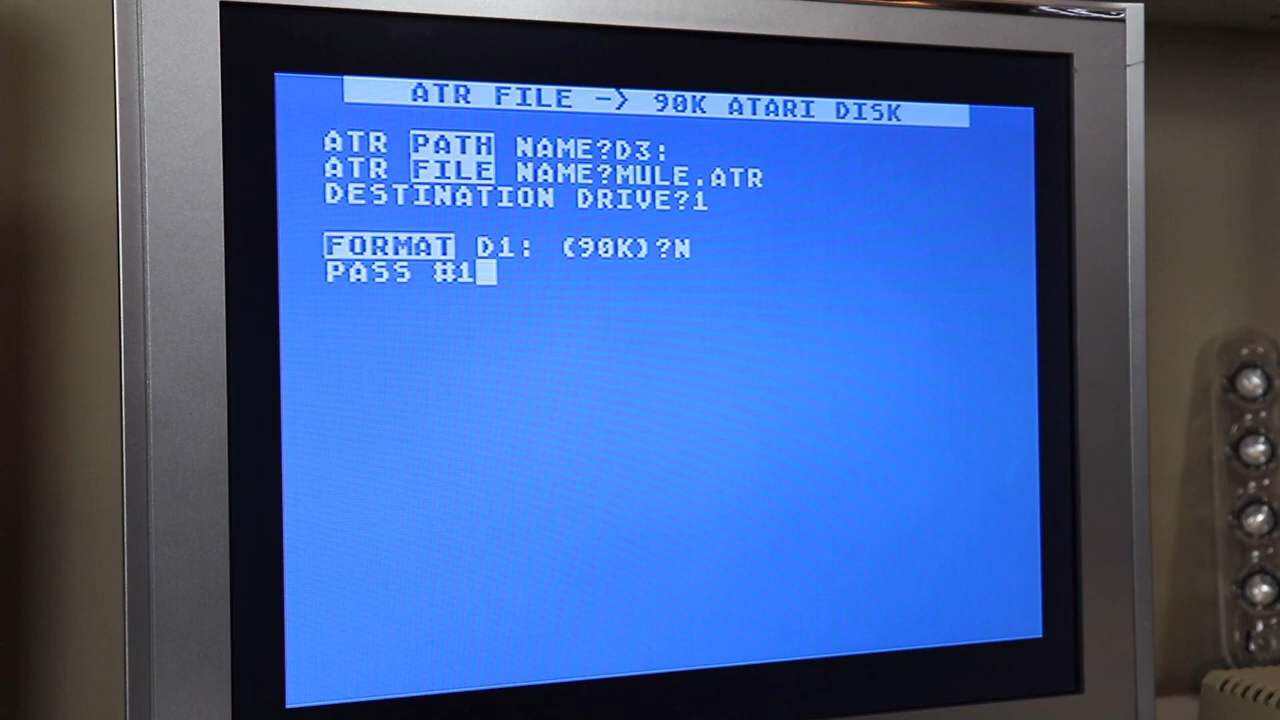 ATR FILE -> 90K ATARI DISK
ATR PATH NAME?D3:
ATR FILE NAME?MULE.ATR
DESTINATION DRIVE?1
FORMAT D1: (90K)?N
PASS #1